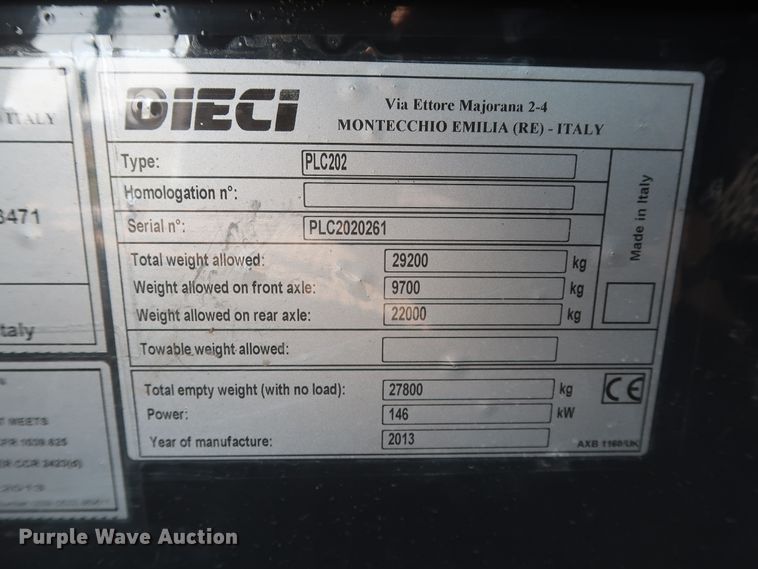 DIECI
Via Ettore Majorana 2-4
MONTECCHIO EMILIA (RE) - ITALY
Type: PLC202
Homologation n°:
Serial n°: PLC2020261
Total weight allowed: 29200 kg
Weight allowed on front axle: 9700 kg
Weight allowed on rear axle: 22000 kg
Towable weight allowed:
Made in Italy
Total empty weight (with no load): 27800 kg
Power: 146 kW
Year of manufacture: 2013
CE
AXB 1160/UK
ITALY
6471
taly
MEETS
Purple Wave Auction